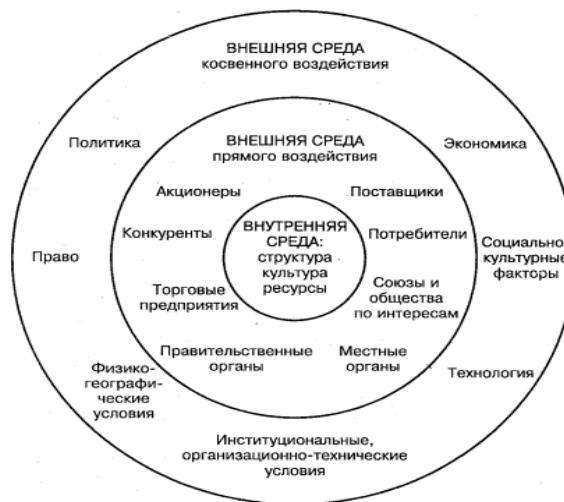 ВНЕШНЯЯ СРЕДА
косвенного воздействия
Политика
Экономика
ВНЕШНЯЯ СРЕДА
прямого воздействия
Акционеры
Поставщики
Конкуренты
Потребители
ВНУТРЕННЯЯ
СРЕДА:
структура
культура
ресурсы
Право
Социально-
культурные
факторы
Торговые
предприятия
Союзы и
общества
по интересам
Правительственные
органы
Местные
органы
Физико-
географи-
ческие
условия
Технология
Институциональные,
организационно-технические
условия